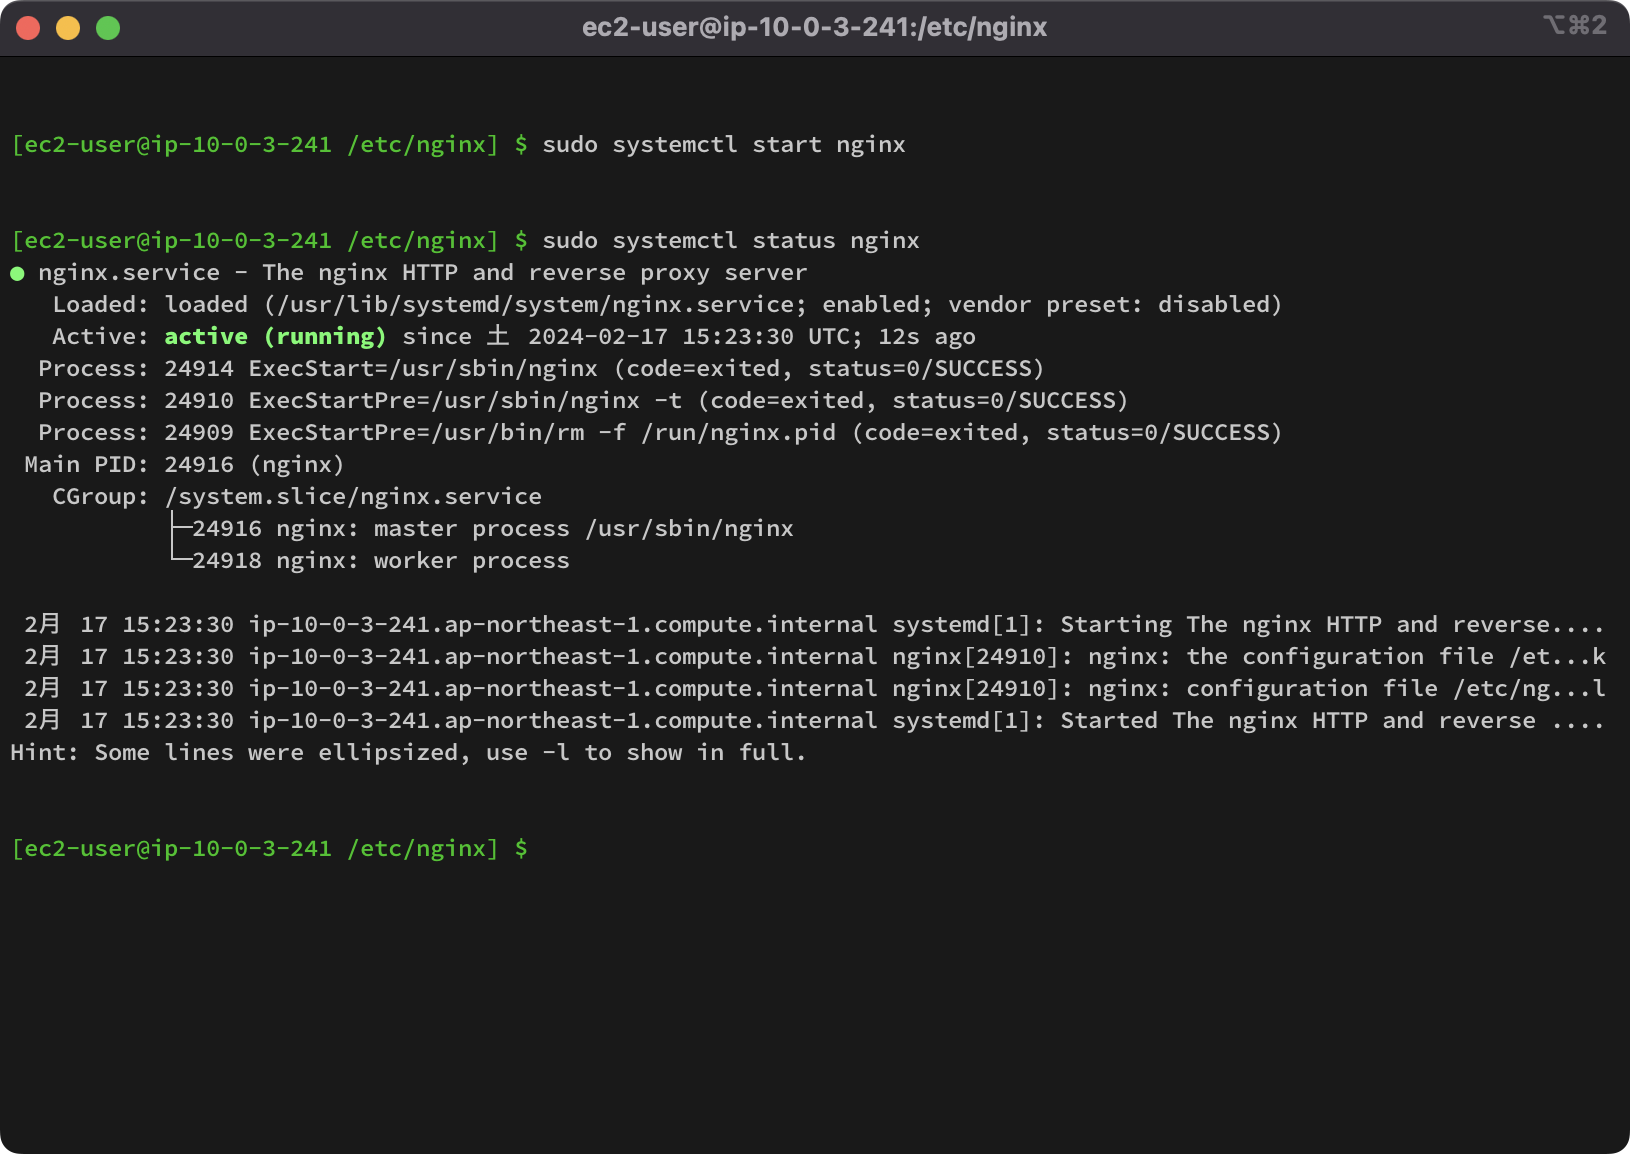 ec2-user@ip-10-0-3-241:/etc/nginx
⌥⌘2
[ec2-user@ip-10-0-3-241 /etc/nginx] $ sudo systemctl start nginx
[ec2-user@ip-10-0-3-241 /etc/nginx] $ sudo systemctl status nginx
● nginx.service - The nginx HTTP and reverse proxy server
   Loaded: loaded (/usr/lib/systemd/system/nginx.service; enabled; vendor preset: disabled)
   Active: active (running) since 土 2024-02-17 15:23:30 UTC; 12s ago
  Process: 24914 ExecStart=/usr/sbin/nginx (code=exited, status=0/SUCCESS)
  Process: 24910 ExecStartPre=/usr/sbin/nginx -t (code=exited, status=0/SUCCESS)
  Process: 24909 ExecStartPre=/usr/bin/rm -f /run/nginx.pid (code=exited, status=0/SUCCESS)
 Main PID: 24916 (nginx)
   CGroup: /system.slice/nginx.service
           ├─24916 nginx: master process /usr/sbin/nginx
           └─24918 nginx: worker process
 2月 17 15:23:30 ip-10-0-3-241.ap-northeast-1.compute.internal systemd[1]: Starting The nginx HTTP and reverse....
 2月 17 15:23:30 ip-10-0-3-241.ap-northeast-1.compute.internal nginx[24910]: nginx: the configuration file /et...k
 2月 17 15:23:30 ip-10-0-3-241.ap-northeast-1.compute.internal nginx[24910]: nginx: configuration file /etc/ng...l
 2月 17 15:23:30 ip-10-0-3-241.ap-northeast-1.compute.internal systemd[1]: Started The nginx HTTP and reverse ....
Hint: Some lines were ellipsized, use -l to show in full.
[ec2-user@ip-10-0-3-241 /etc/nginx] $